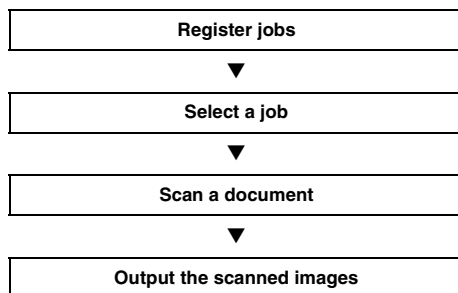 Register jobs
▼
Select a job
▼
Scan a document
▼
Output the scanned images